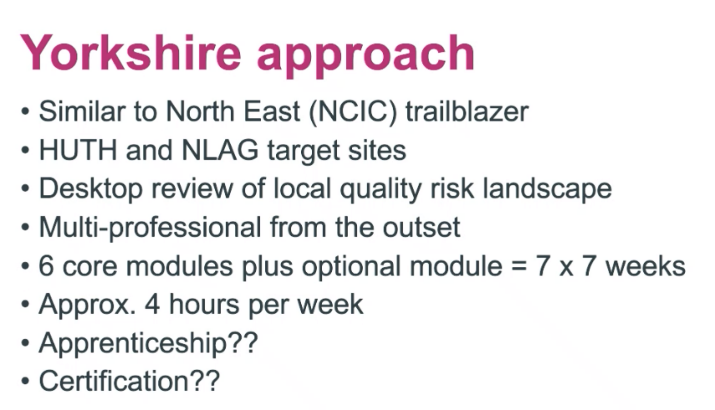 Yorkshire approach
• Similar to North East (NCIC) trailblazer
• HUTH and NLAG target sites
• Desktop review of local quality risk landscape
• Multi-professional from the outset
• 6 core modules plus optional module = 7 x 7 weeks
• Approx. 4 hours per week
• Apprenticeship??
• Certification??